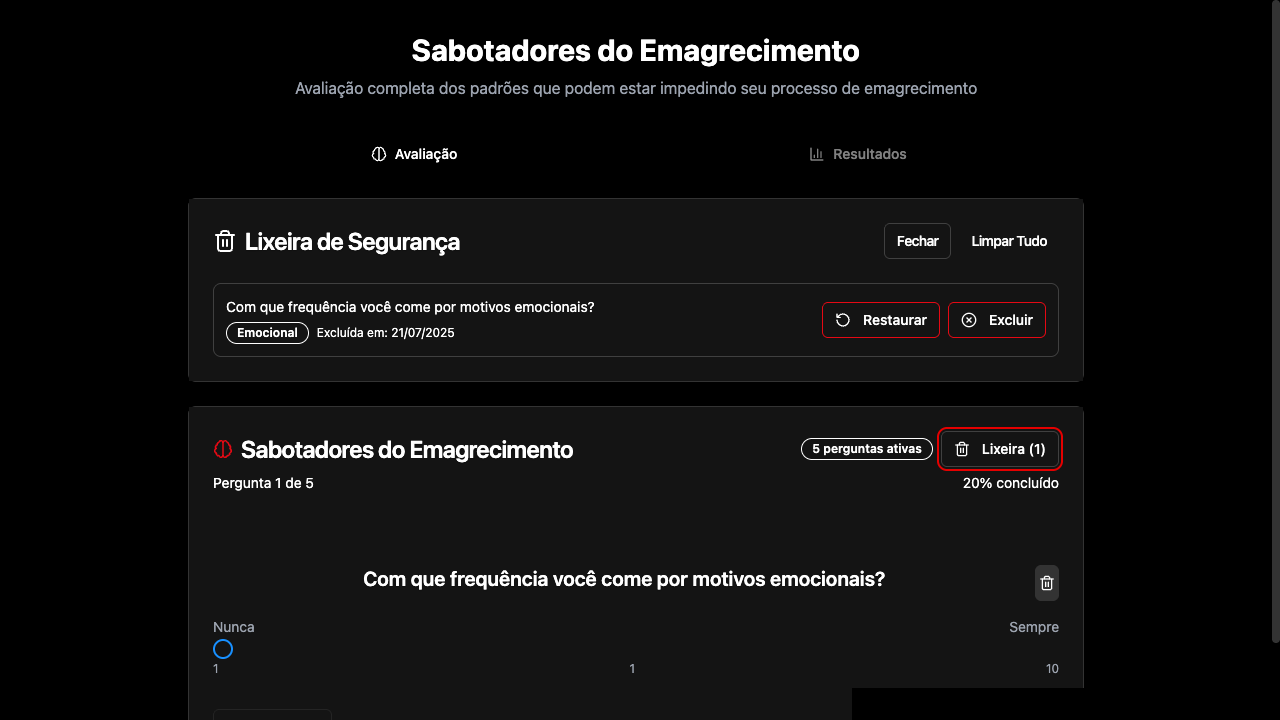 Sabotadores do Emagrecimento
Avaliação completa dos padrões que podem estar impedindo seu processo de emagrecimento
Avaliação
Resultados
Lixeira de Segurança
Fechar
Limpar Tudo
Com que frequência você come por motivos emocionais?
Emocional
Excluída em: 21/07/2025
Restaurar
Excluir
Sabotadores do Emagrecimento
5 perguntas ativas
Lixeira (1)
Pergunta 1 de 5
20% concluído
Com que frequência você come por motivos emocionais?
Nunca
Sempre
1
1
10